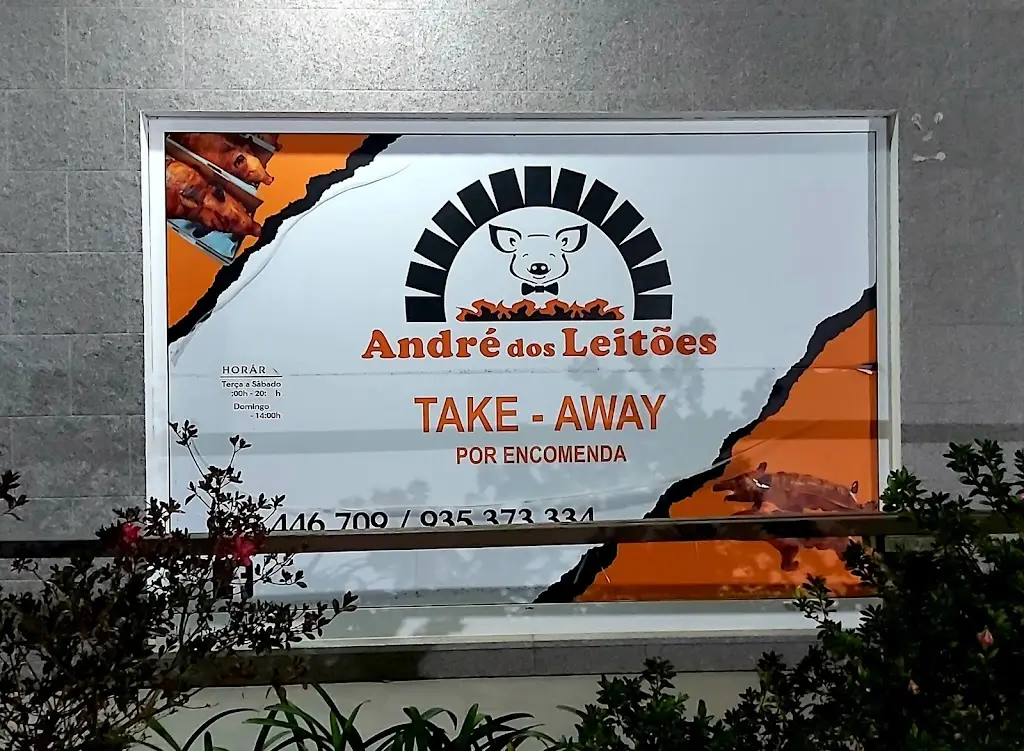 André dos Leitões
HORÁR
Terça a Sábado
:00h - 20: h
Domingo
- 14:00h
TAKE - AWAY
POR ENCOMENDA
446 709 / 935 373 334